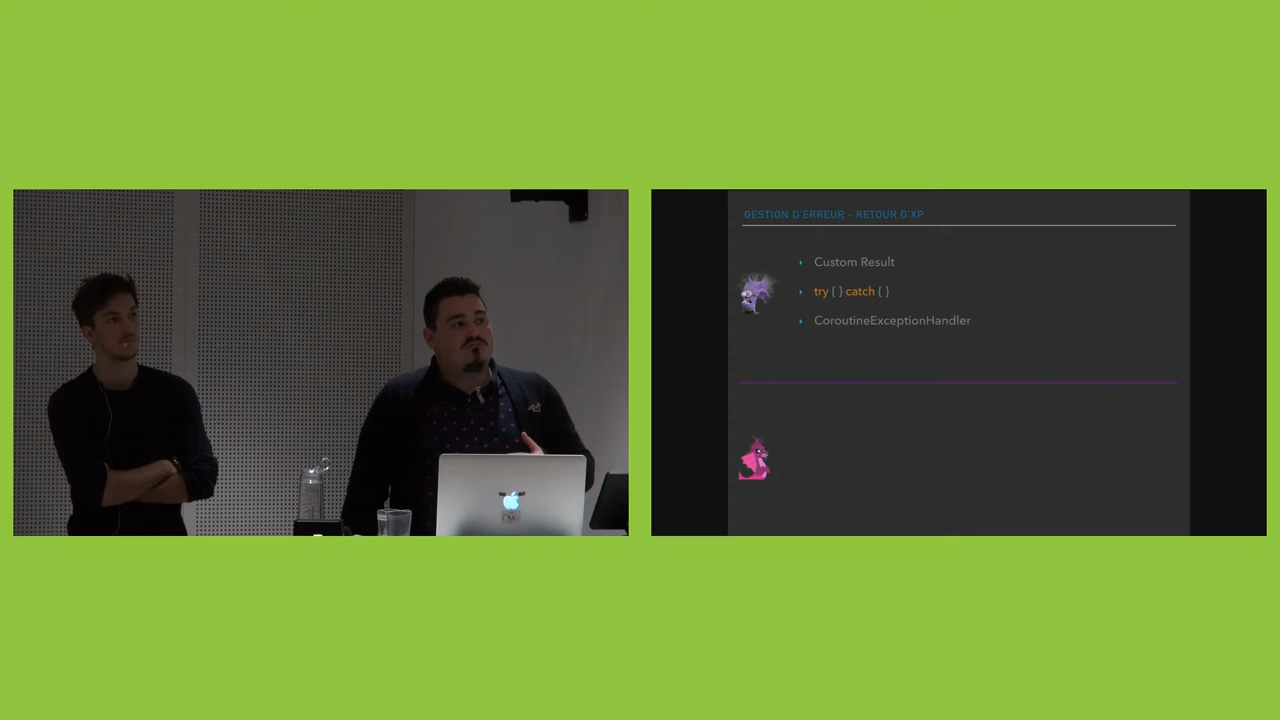 GESTION D'ERREUR - RETOUR D'XP
Custom Result
try { } catch { }
CoroutineExceptionHandler